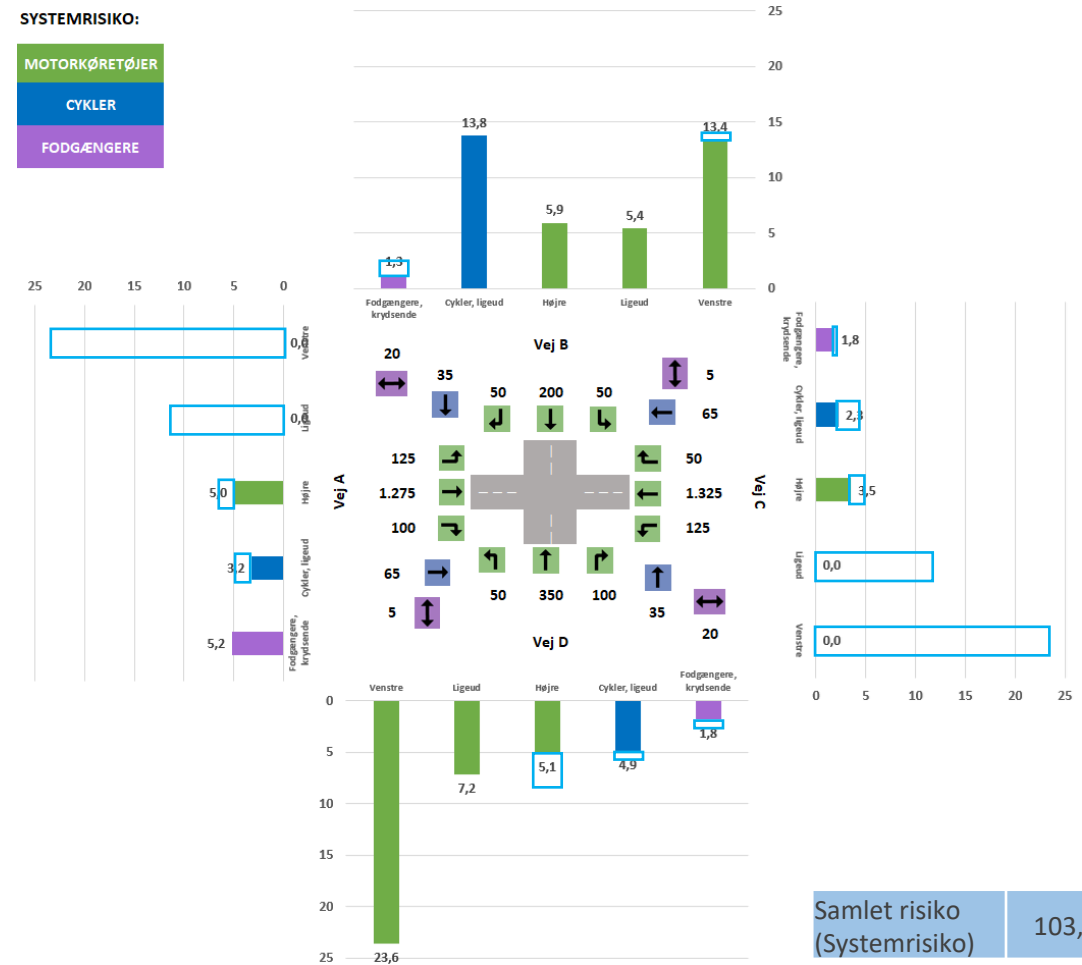 SYSTEMRISIKO:
MOTORKØRETØJER
CYKLER
FODGÆNGERE
25
20
15
10
5
0
1,3
13,8
5,9
5,4
13,4
Fodgængere,
krydsende
Cykler, ligeud
Højre
Ligeud
Venstre
25 20 15 10 5 0
0,0
Venstre
0,0
Ligeud
5,0
Højre
3,2
Cykler, ligeud
5,2
Fodgængere,
krydsende
Vej B
20
35
50 200 50
5
65
125
1.275
100
Vej A
50
1.325
125
Vej C
65
5
50 350 100
35
20
Vej D
Fodgængere,
krydsende
1,8
Cykler, ligeud
2,3
Højre
3,5
Ligeud
0,0
Venstre
0,0
0 5 10 15 20 25
Venstre
Ligeud
Højre
Cykler, ligeud
Fodgængere,
krydsende
0
5
10
15
20
25
23,6
7,2
5,1
4,9
1,8
Samlet risiko
(Systemrisiko)
103,